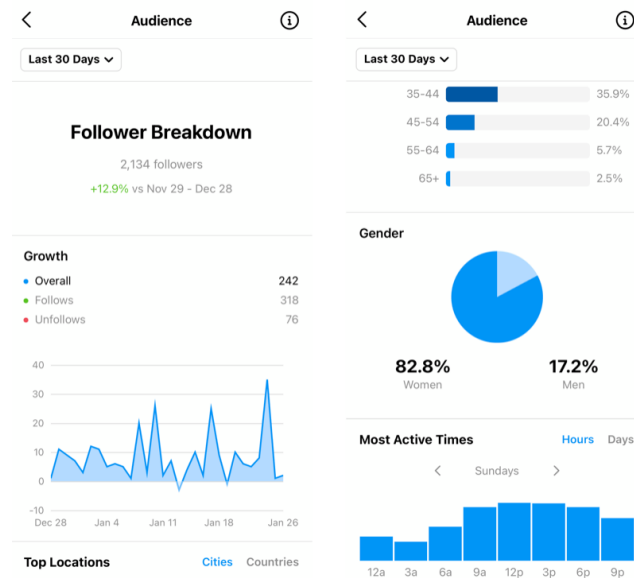 Audience
Last 30 Days
Follower Breakdown
2,134 followers
+12.9% vs Nov 29 - Dec 28
Growth
Overall 242
Follows 318
Unfollows 76
40
30
20
10
0
-10
Dec 28 Jan 4 Jan 11 Jan 18 Jan 26
Top Locations Cities Countries
Audience
Last 30 Days
35-44 35.9%
45-54 20.4%
55-64 5.7%
65+ 2.5%
Gender
82.8% 17.2%
Women Men
Most Active Times Hours Days
Sundays
12a 3a 6a 9a 12p 3p 6p 9p